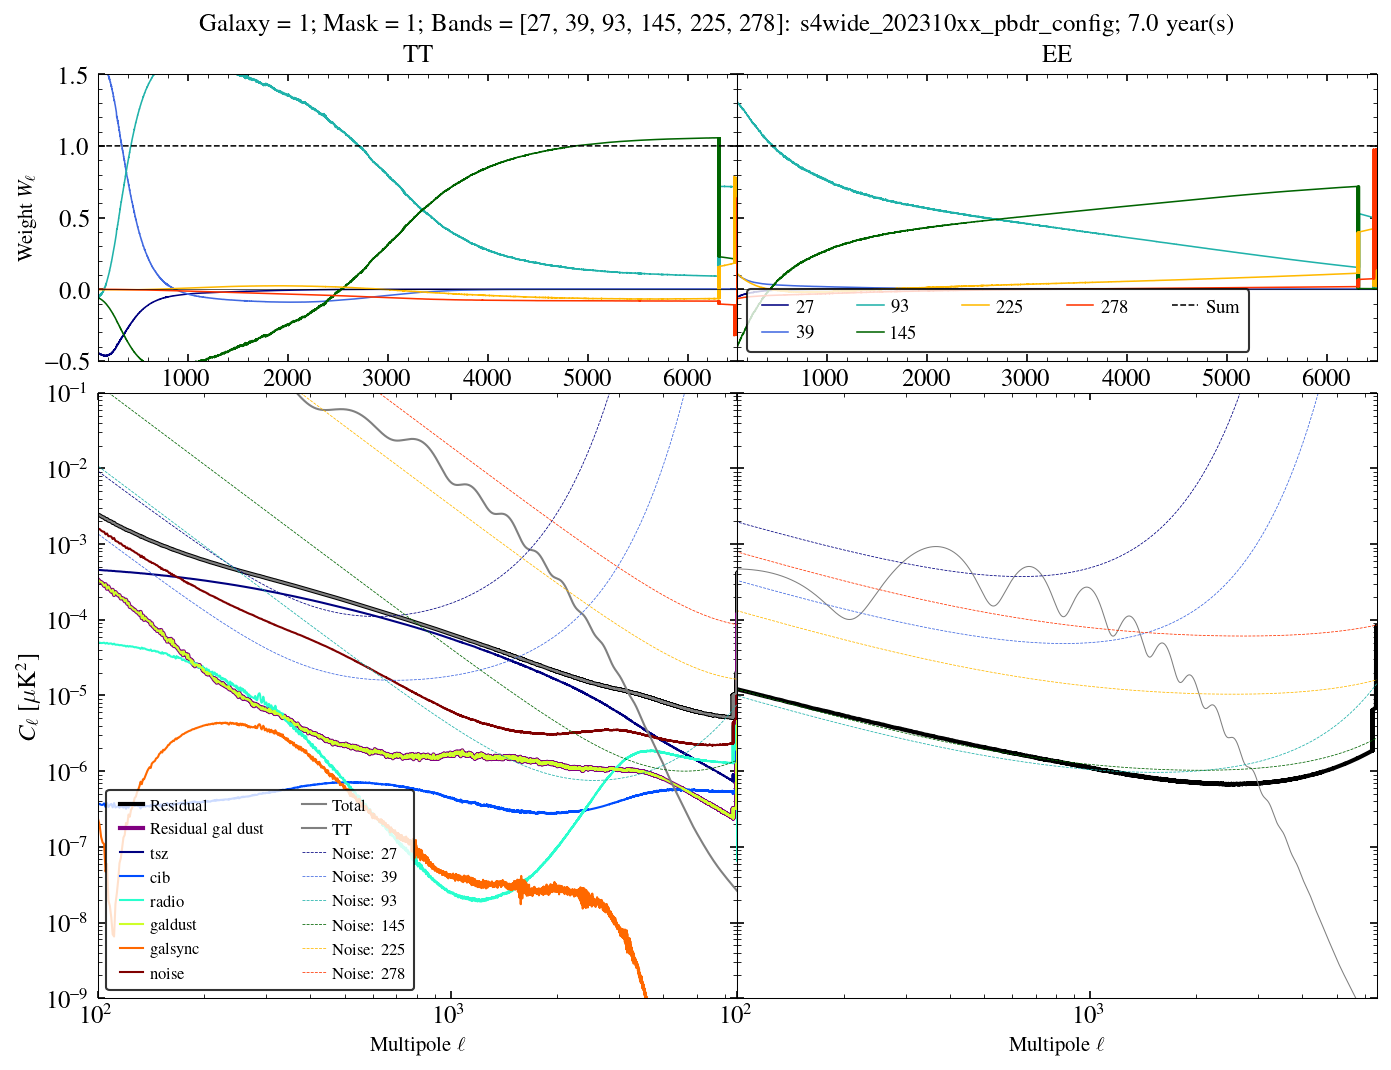 Galaxy = 1; Mask = 1; Bands = [27, 39, 93, 145, 225, 278]: s4wide_202310xx_pbdr_config; 7.0 year(s)
TT
EE
Weight W_ℓ
1.5
1.0
0.5
0.0
−0.5
1000 2000 3000 4000 5000 6000
1000 2000 3000 4000 5000 6000
27 93 225 278 Sum
39 145
C_ℓ [μK²]
10⁻¹
10⁻²
10⁻³
10⁻⁴
10⁻⁵
10⁻⁶
10⁻⁷
10⁻⁸
10⁻⁹
Residual Total
Residual gal dust TT
tsz Noise: 27
cib Noise: 39
radio Noise: 93
galdust Noise: 145
galsync Noise: 225
noise Noise: 278
10² 10³ 10² 10³
Multipole ℓ
Multipole ℓ